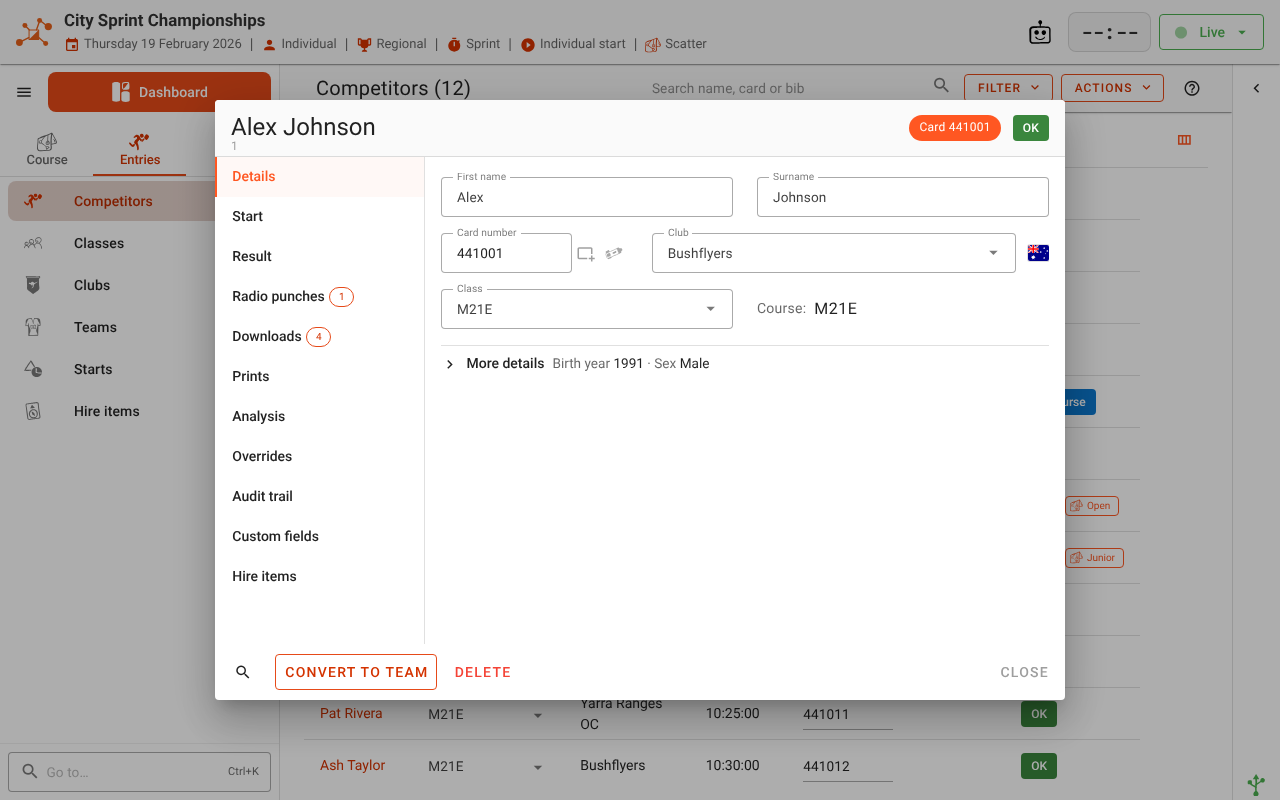 City Sprint Championships
Thursday 19 February 2026 | Individual | Regional | Sprint | Individual start | Scatter
--:--
Live
Dashboard
Competitors (12)
Search name, card or bib
FILTER
ACTIONS
Course
Entries
Competitors
Classes
Clubs
Teams
Starts
Hire items
Go to...
Ctrl+K
Alex Johnson
1
Card 441001
OK
Details
Start
Result
Radio punches 1
Downloads 4
Prints
Analysis
Overrides
Audit trail
Custom fields
Hire items
First name
Alex
Surname
Johnson
Card number
441001
Club
Bushflyers
Class
M21E
Course: M21E
More details Birth year 1991 · Sex Male
CONVERT TO TEAM
DELETE
CLOSE
Open
Junior
Pat Rivera M21E Yarra Ranges OC 10:25:00 441011 OK
Ash Taylor M21E Bushflyers 10:30:00 441012 OK